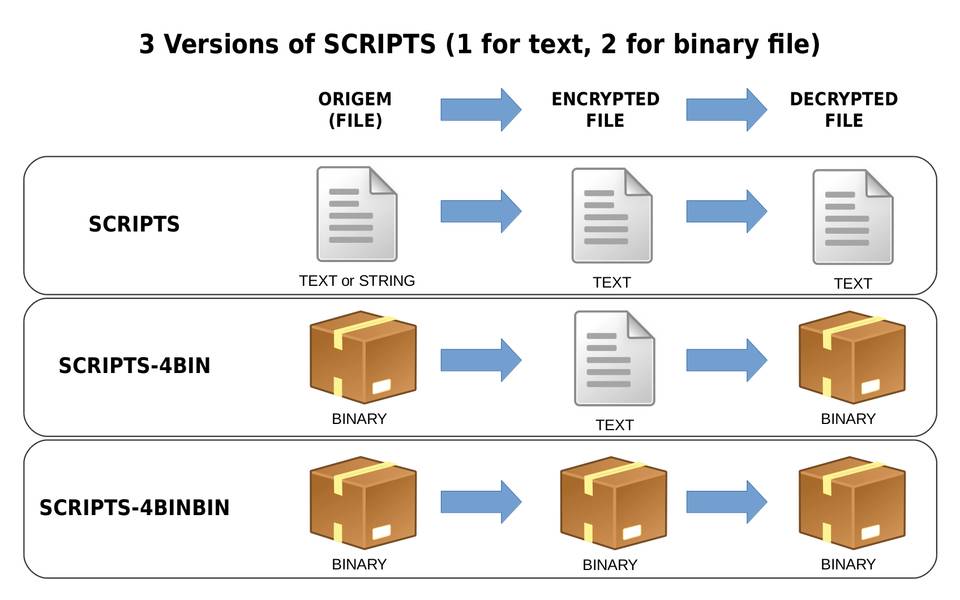 3 Versions of SCRIPTS (1 for text, 2 for binary file)
ORIGEM
(FILE)
ENCRYPTED
FILE
DECRYPTED
FILE
SCRIPTS
TEXT or STRING
TEXT
TEXT
SCRIPTS-4BIN
BINARY
TEXT
BINARY
SCRIPTS-4BINBIN
BINARY
BINARY
BINARY